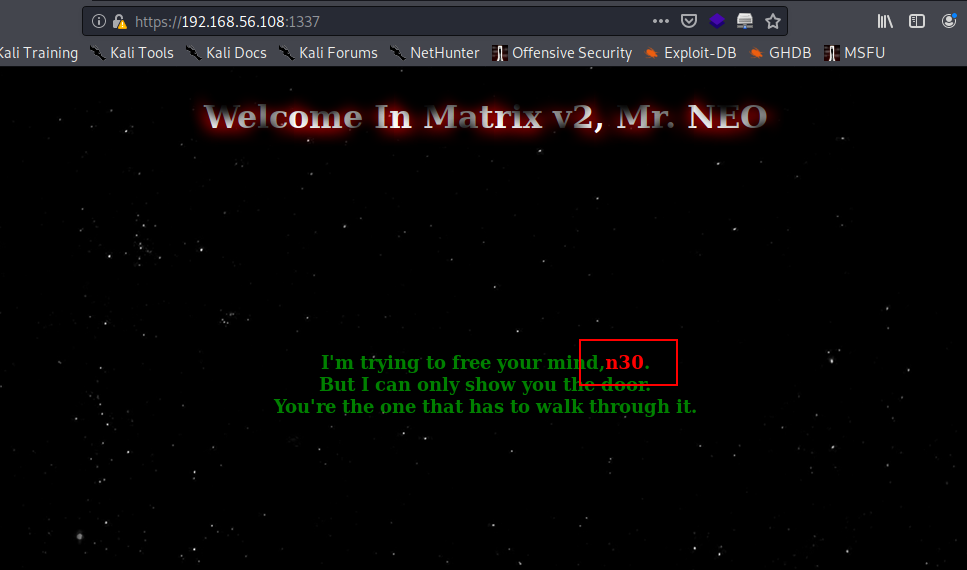 https://192.168.56.108:1337
Kali Training Kali Tools Kali Docs Kali Forums NetHunter Offensive Security Exploit-DB GHDB MSFU
Welcome In Matrix v2, Mr. NEO
I'm trying to free your mind,n30.
But I can only show you the door.
You're the one that has to walk through it.